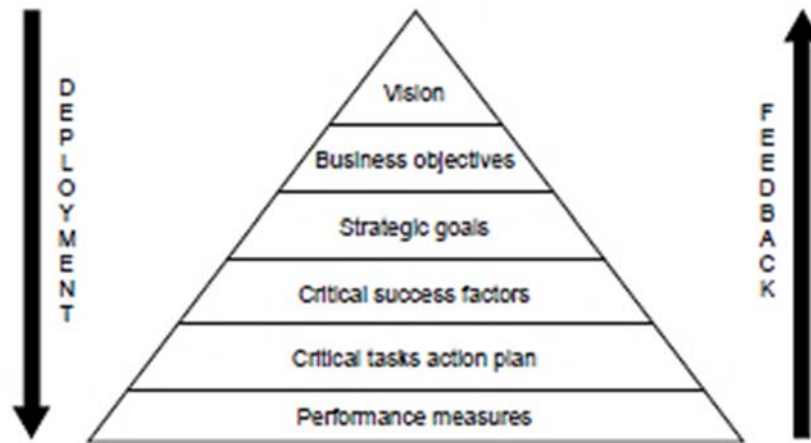 DEPLOYMENT
Vision
Business objectives
Strategic goals
Critical success factors
Critical tasks action plan
Performance measures
FEEDBACK